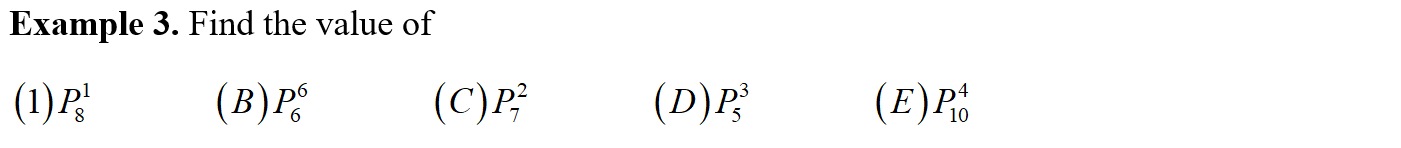 Example 3. Find the value of
(1)P₈¹ (B)P₆⁶ (C)P₇² (D)P₅³ (E)P₁₀⁴